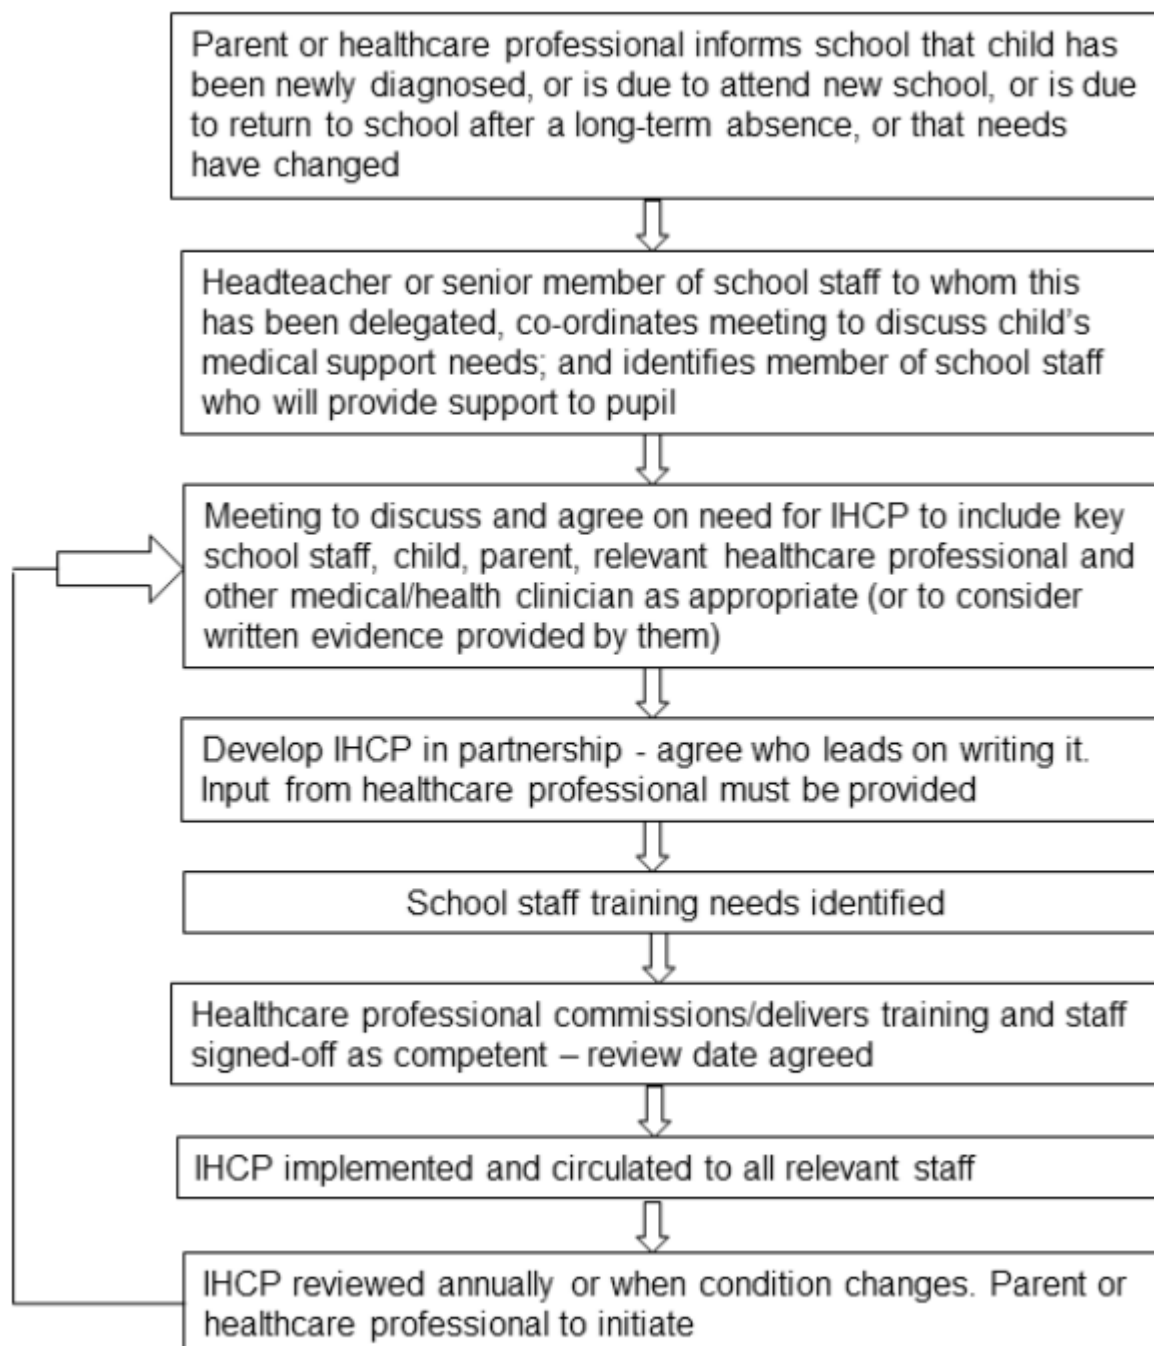 Parent or healthcare professional informs school that child has
been newly diagnosed, or is due to attend new school, or is due
to return to school after a long-term absence, or that needs
have changed
Headteacher or senior member of school staff to whom this
has been delegated, co-ordinates meeting to discuss child's
medical support needs; and identifies member of school staff
who will provide support to pupil
Meeting to discuss and agree on need for IHCP to include key
school staff, child, parent, relevant healthcare professional and
other medical/health clinician as appropriate (or to consider
written evidence provided by them)
Develop IHCP in partnership - agree who leads on writing it.
Input from healthcare professional must be provided
School staff training needs identified
Healthcare professional commissions/delivers training and staff
signed-off as competent – review date agreed
IHCP implemented and circulated to all relevant staff
IHCP reviewed annually or when condition changes. Parent or
healthcare professional to initiate